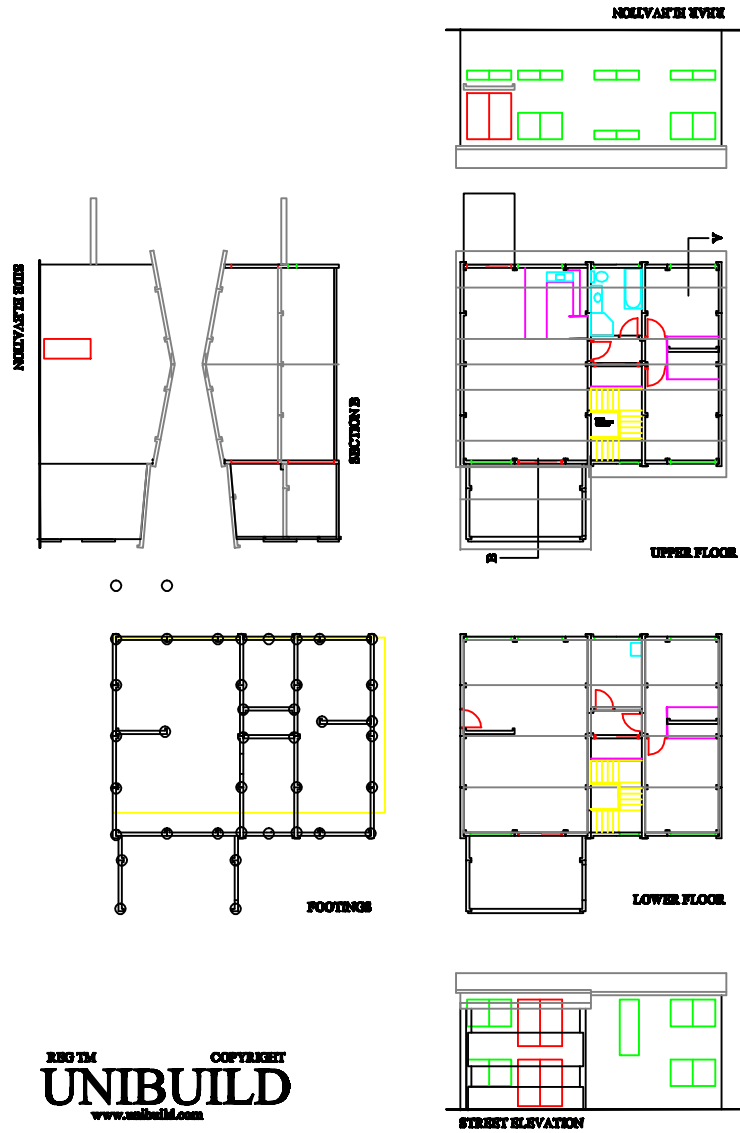 REAR ELEVATION
SIDE ELEVATION
A
SECTION B
B
UPPER FLOOR
FOOTINGS
LOWER FLOOR
REG TM COPYRIGHT
UNIBUILD
www.unibuild.com
STREET ELEVATION